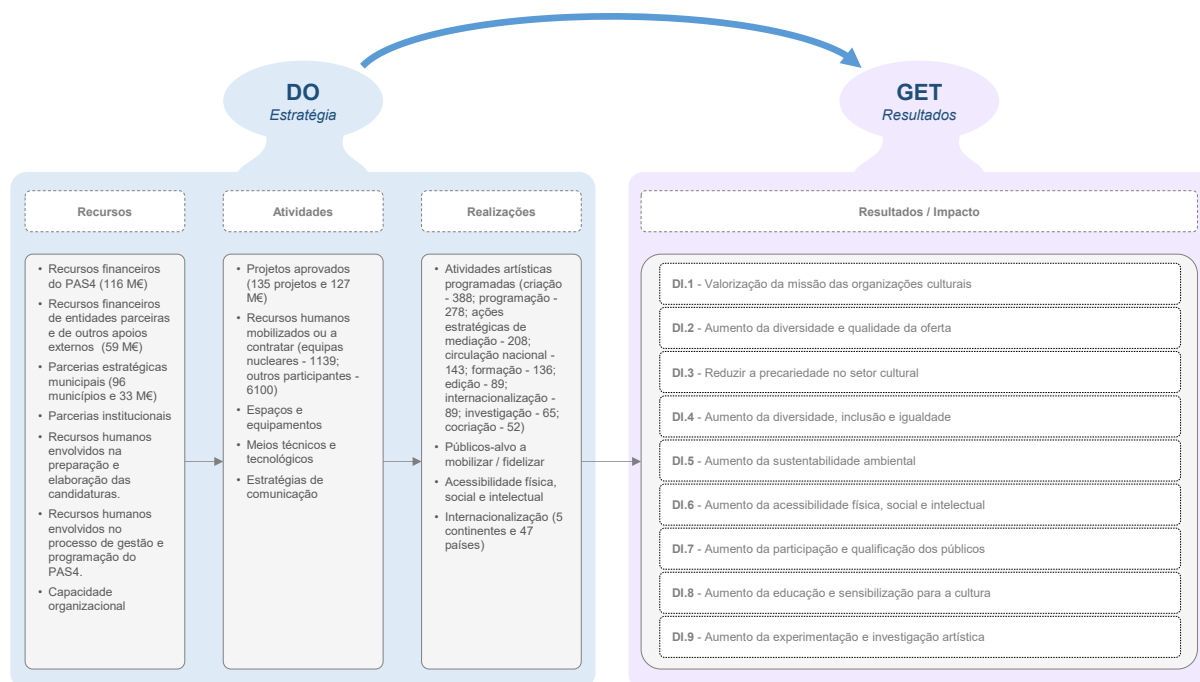 DO
Estratégia
GET
Resultados
Recursos
Atividades
Realizações
Resultados / Impacto
• Recursos financeiros
do PAS4 (116 M€)
• Recursos financeiros
de entidades parceiras
e de outros apoios
externos (59 M€)
• Parcerias estratégicas
municipais (96
municípios e 33 M€)
• Parcerias institucionais
• Recursos humanos
envolvidos na
preparação e
elaboração das
candidaturas.
• Recursos humanos
envolvidos no
processo de gestão e
programação do
PAS4.
• Capacidade
organizacional
• Projetos aprovados
(135 projetos e 127
M€)
• Recursos humanos
mobilizados ou a
contratar (equipas
nucleares - 1139;
outros participantes -
6100)
• Espaços e
equipamentos
• Meios técnicos e
tecnológicos
• Estratégias de
comunicação
• Atividades artísticas
programadas (criação
- 388; programação -
278; ações
estratégicas de
mediação - 208;
circulação nacional -
143; formação - 136;
edição - 89;
internacionalização -
89; investigação - 65;
cocriação - 52)
• Públicos-alvo a
mobilizar / fidelizar
• Acessibilidade física,
social e intelectual
• Internacionalização (5
continentes e 47
países)
DI.1 - Valorização da missão das organizações culturais
DI.2 - Aumento da diversidade e qualidade da oferta
DI.3 - Reduzir a precariedade no setor cultural
DI.4 - Aumento da diversidade, inclusão e igualdade
DI.5 - Aumento da sustentabilidade ambiental
DI.6 - Aumento da acessibilidade física, social e intelectual
DI.7 - Aumento da participação e qualificação dos públicos
DI.8 - Aumento da educação e sensibilização para a cultura
DI.9 - Aumento da experimentação e investigação artística